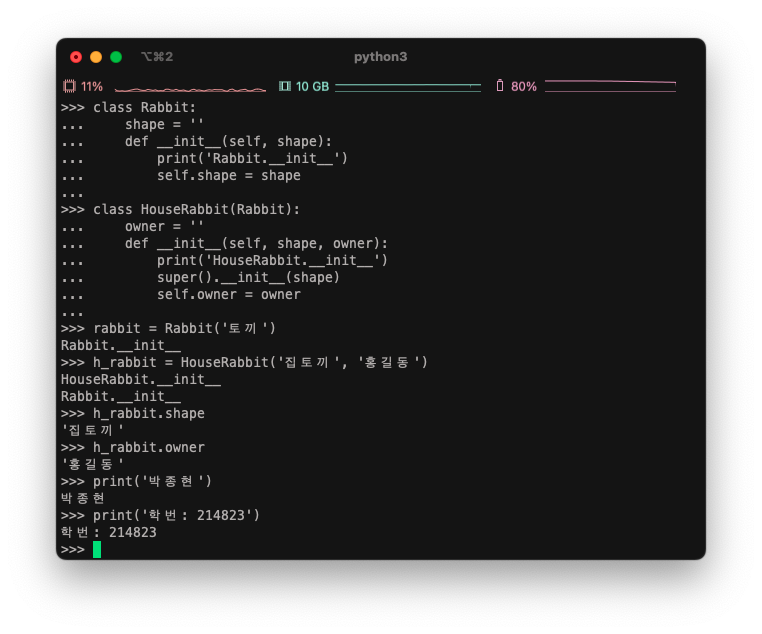 ⌥⌘2 python3
11% 10 GB 80%
>>> class Rabbit:
...     shape = ''
...     def __init__(self, shape):
...         print('Rabbit.__init__')
...         self.shape = shape
...
>>> class HouseRabbit(Rabbit):
...     owner = ''
...     def __init__(self, shape, owner):
...         print('HouseRabbit.__init__')
...         super().__init__(shape)
...         self.owner = owner
...
>>> rabbit = Rabbit('토끼')
Rabbit.__init__
>>> h_rabbit = HouseRabbit('집토끼', '홍길동')
HouseRabbit.__init__
Rabbit.__init__
>>> h_rabbit.shape
'집토끼'
>>> h_rabbit.owner
'홍길동'
>>> print('박종현')
박종현
>>> print('학번: 214823')
학번: 214823
>>>